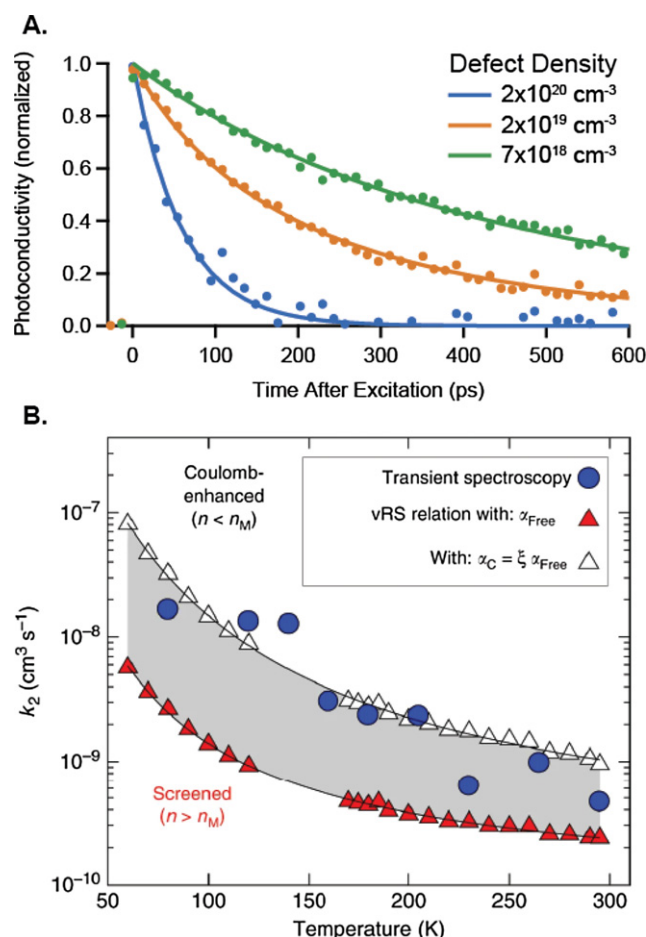 A.
Photoconductivity (normalized)
1.0
0.8
0.6
0.4
0.2
0.0
Defect Density
2x10²⁰ cm⁻³
2x10¹⁹ cm⁻³
7x10¹⁸ cm⁻³
0
100
200
300
400
500
600
Time After Excitation (ps)
B.
k₂ (cm³ s⁻¹)
10⁻⁷
10⁻⁸
10⁻⁹
10⁻¹⁰
Coulomb-
enhanced
(n < n_M)
Transient spectroscopy
vRS relation with: α_Free
With: α_C = ξ α_Free
Screened
(n > n_M)
50
100
150
200
250
300
Temperature (K)